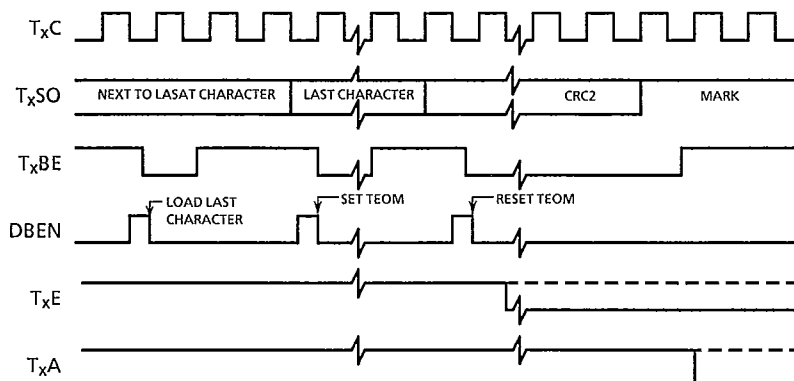 TxC
TxSO
NEXT TO LASAT CHARACTER
LAST CHARACTER
CRC2
MARK
TxBE
LOAD LAST
CHARACTER
SET TEOM
RESET TEOM
DBEN
TxE
TxA